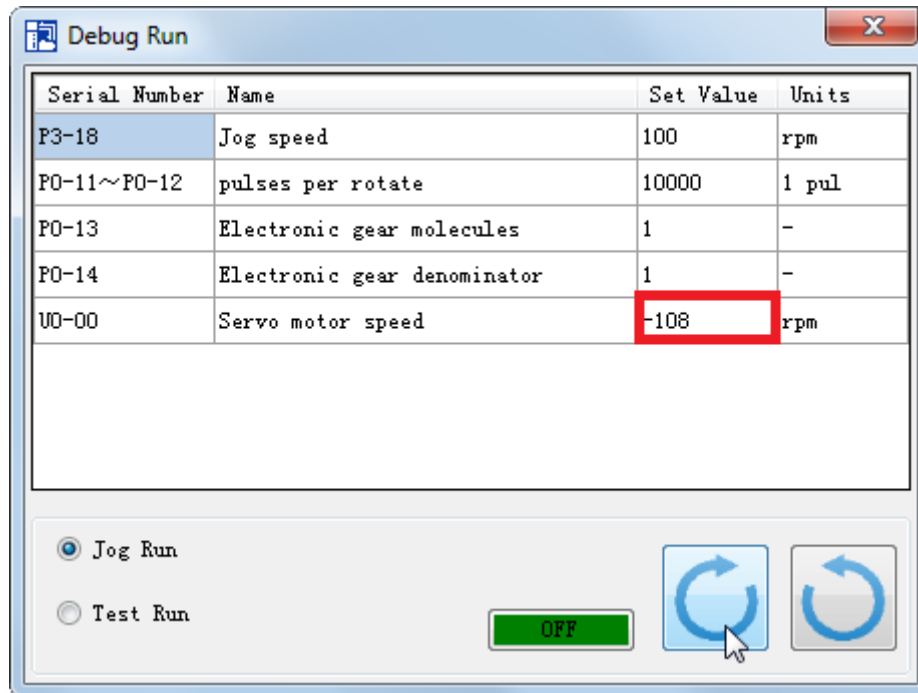 Debug Run
Serial Number Name Set Value Units
P3-18 Jog speed 100 rpm
P0-11~P0-12 pulses per rotate 10000 1 pul
P0-13 Electronic gear molecules 1 -
P0-14 Electronic gear denominator 1 -
U0-00 Servo motor speed -108 rpm
Jog Run
Test Run
OFF